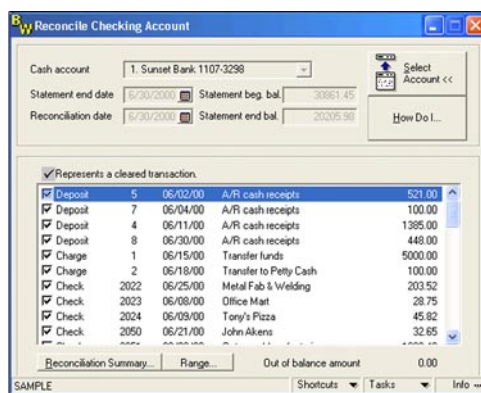 BW Reconcile Checking Account
Cash account 1. Sunset Bank 1107-3298
Select Account <<
Statement end date 6/30/2000 Statement beg. bal. 30861.45
Reconciliation date 6/30/2000 Statement end bal. 20205.98
How Do I...
Represents a cleared transaction.
Deposit 5 06/02/00 A/R cash receipts 521.00
Deposit 7 06/04/00 A/R cash receipts 100.00
Deposit 4 06/11/00 A/R cash receipts 1385.00
Deposit 8 06/30/00 A/R cash receipts 448.00
Charge 1 06/15/00 Transfer funds 5000.00
Charge 2 06/18/00 Transfer to Petty Cash 100.00
Check 2022 06/25/00 Metal Fab & Welding 203.52
Check 2023 06/08/00 Office Mart 28.75
Check 2024 06/09/00 Tony's Pizza 45.82
Check 2050 06/21/00 John Akens 32.65
Reconciliation Summary... Range... Out of balance amount 0.00
SAMPLE Shortcuts Tasks Info